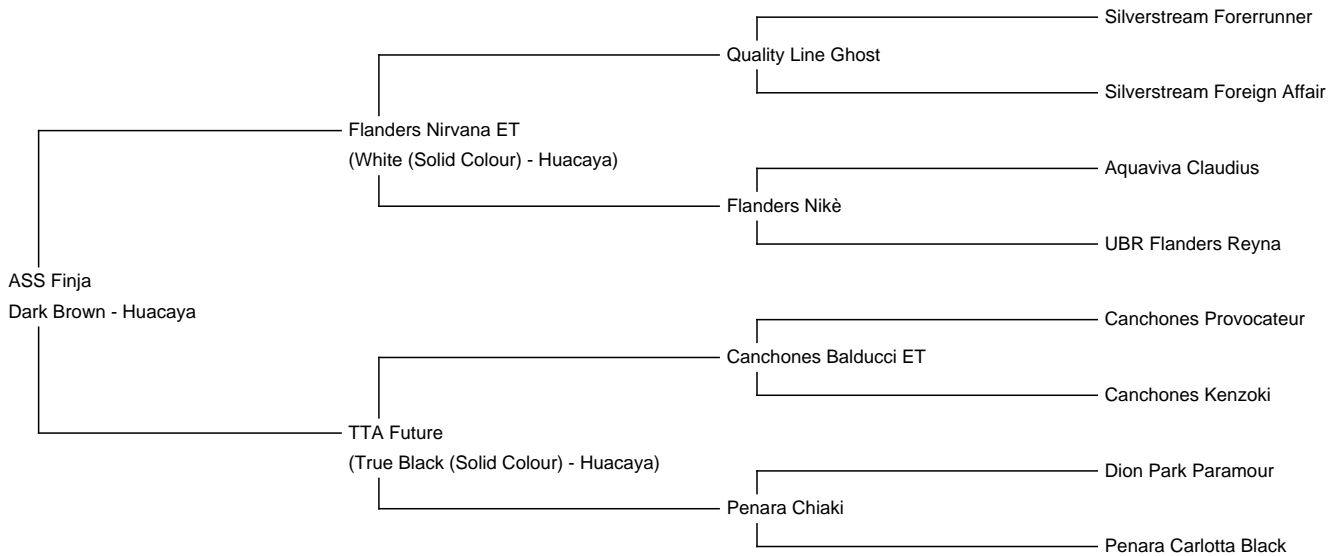 Silverstream Forerrunner
Quality Line Ghost
Silverstream Foreign Affair
Flanders Nirvana ET
(White (Solid Colour) - Huacaya)
Aquaviva Claudius
Flanders Nikè
UBR Flanders Reyna
ASS Finja
Dark Brown - Huacaya
Canchones Provocateur
Canchones Balducci ET
Canchones Kenzoki
TTA Future
(True Black (Solid Colour) - Huacaya)
Dion Park Paramour
Penara Chiaki
Penara Carlotta Black